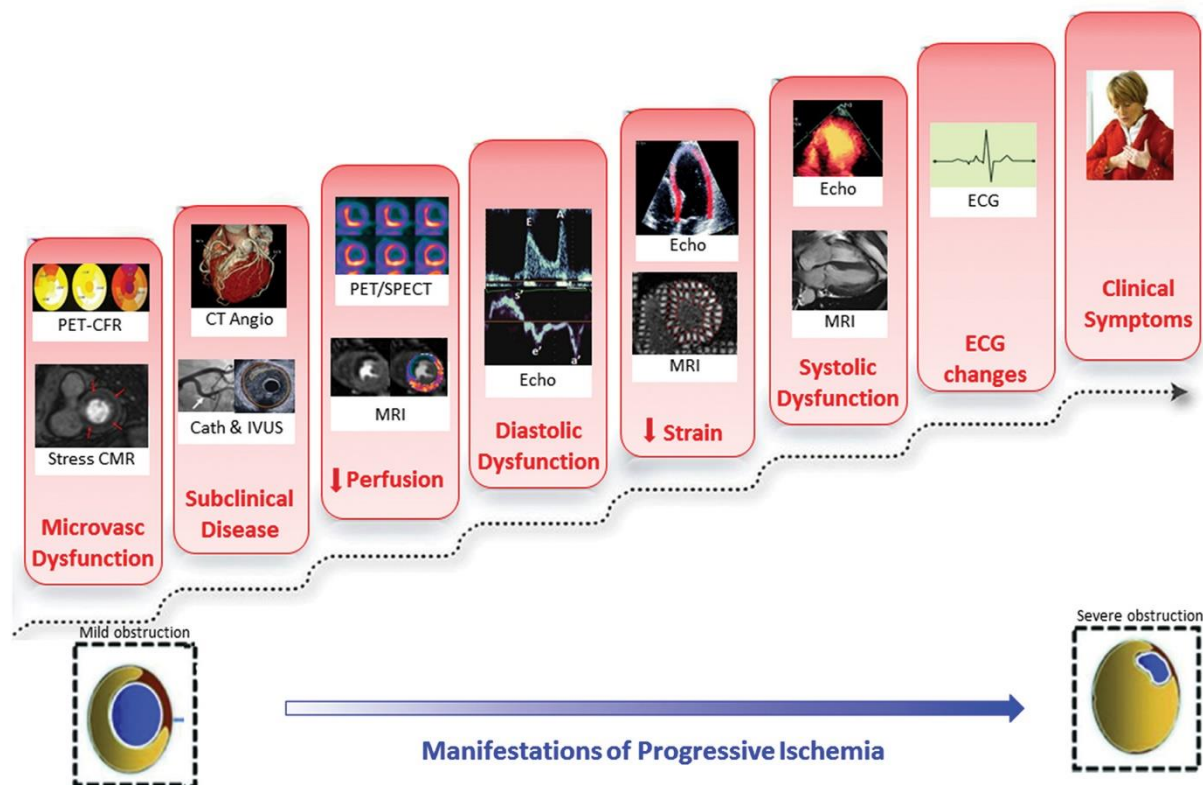 PET-CFR
Stress CMR
Microvasc
Dysfunction
CT Angio
Cath & IVUS
Subclinical
Disease
PET/SPECT
MRI
↓ Perfusion
E
A
s'
e'
a'
Echo
Diastolic
Dysfunction
Echo
MRI
↓ Strain
Echo
MRI
Systolic
Dysfunction
ECG
ECG
changes
Clinical
Symptoms
Mild obstruction
Severe obstruction
Manifestations of Progressive Ischemia